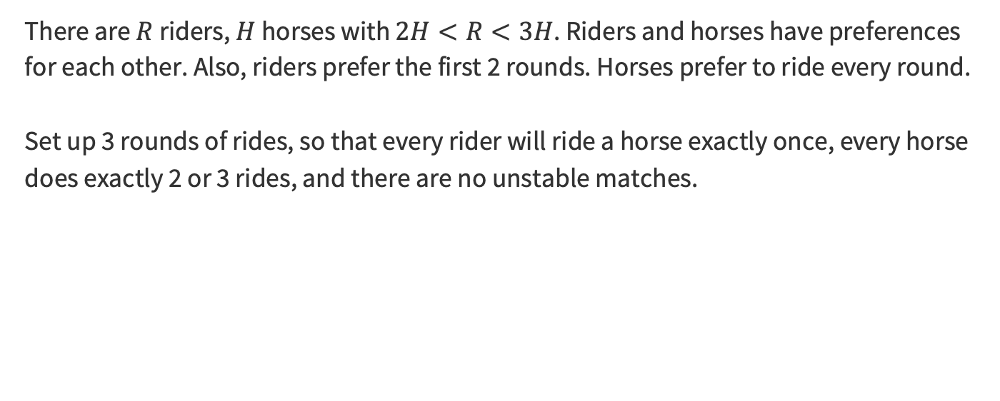 There are R riders, H horses with 2H < R < 3H. Riders and horses have preferences
for each other. Also, riders prefer the first 2 rounds. Horses prefer to ride every round.
Set up 3 rounds of rides, so that every rider will ride a horse exactly once, every horse
does exactly 2 or 3 rides, and there are no unstable matches.